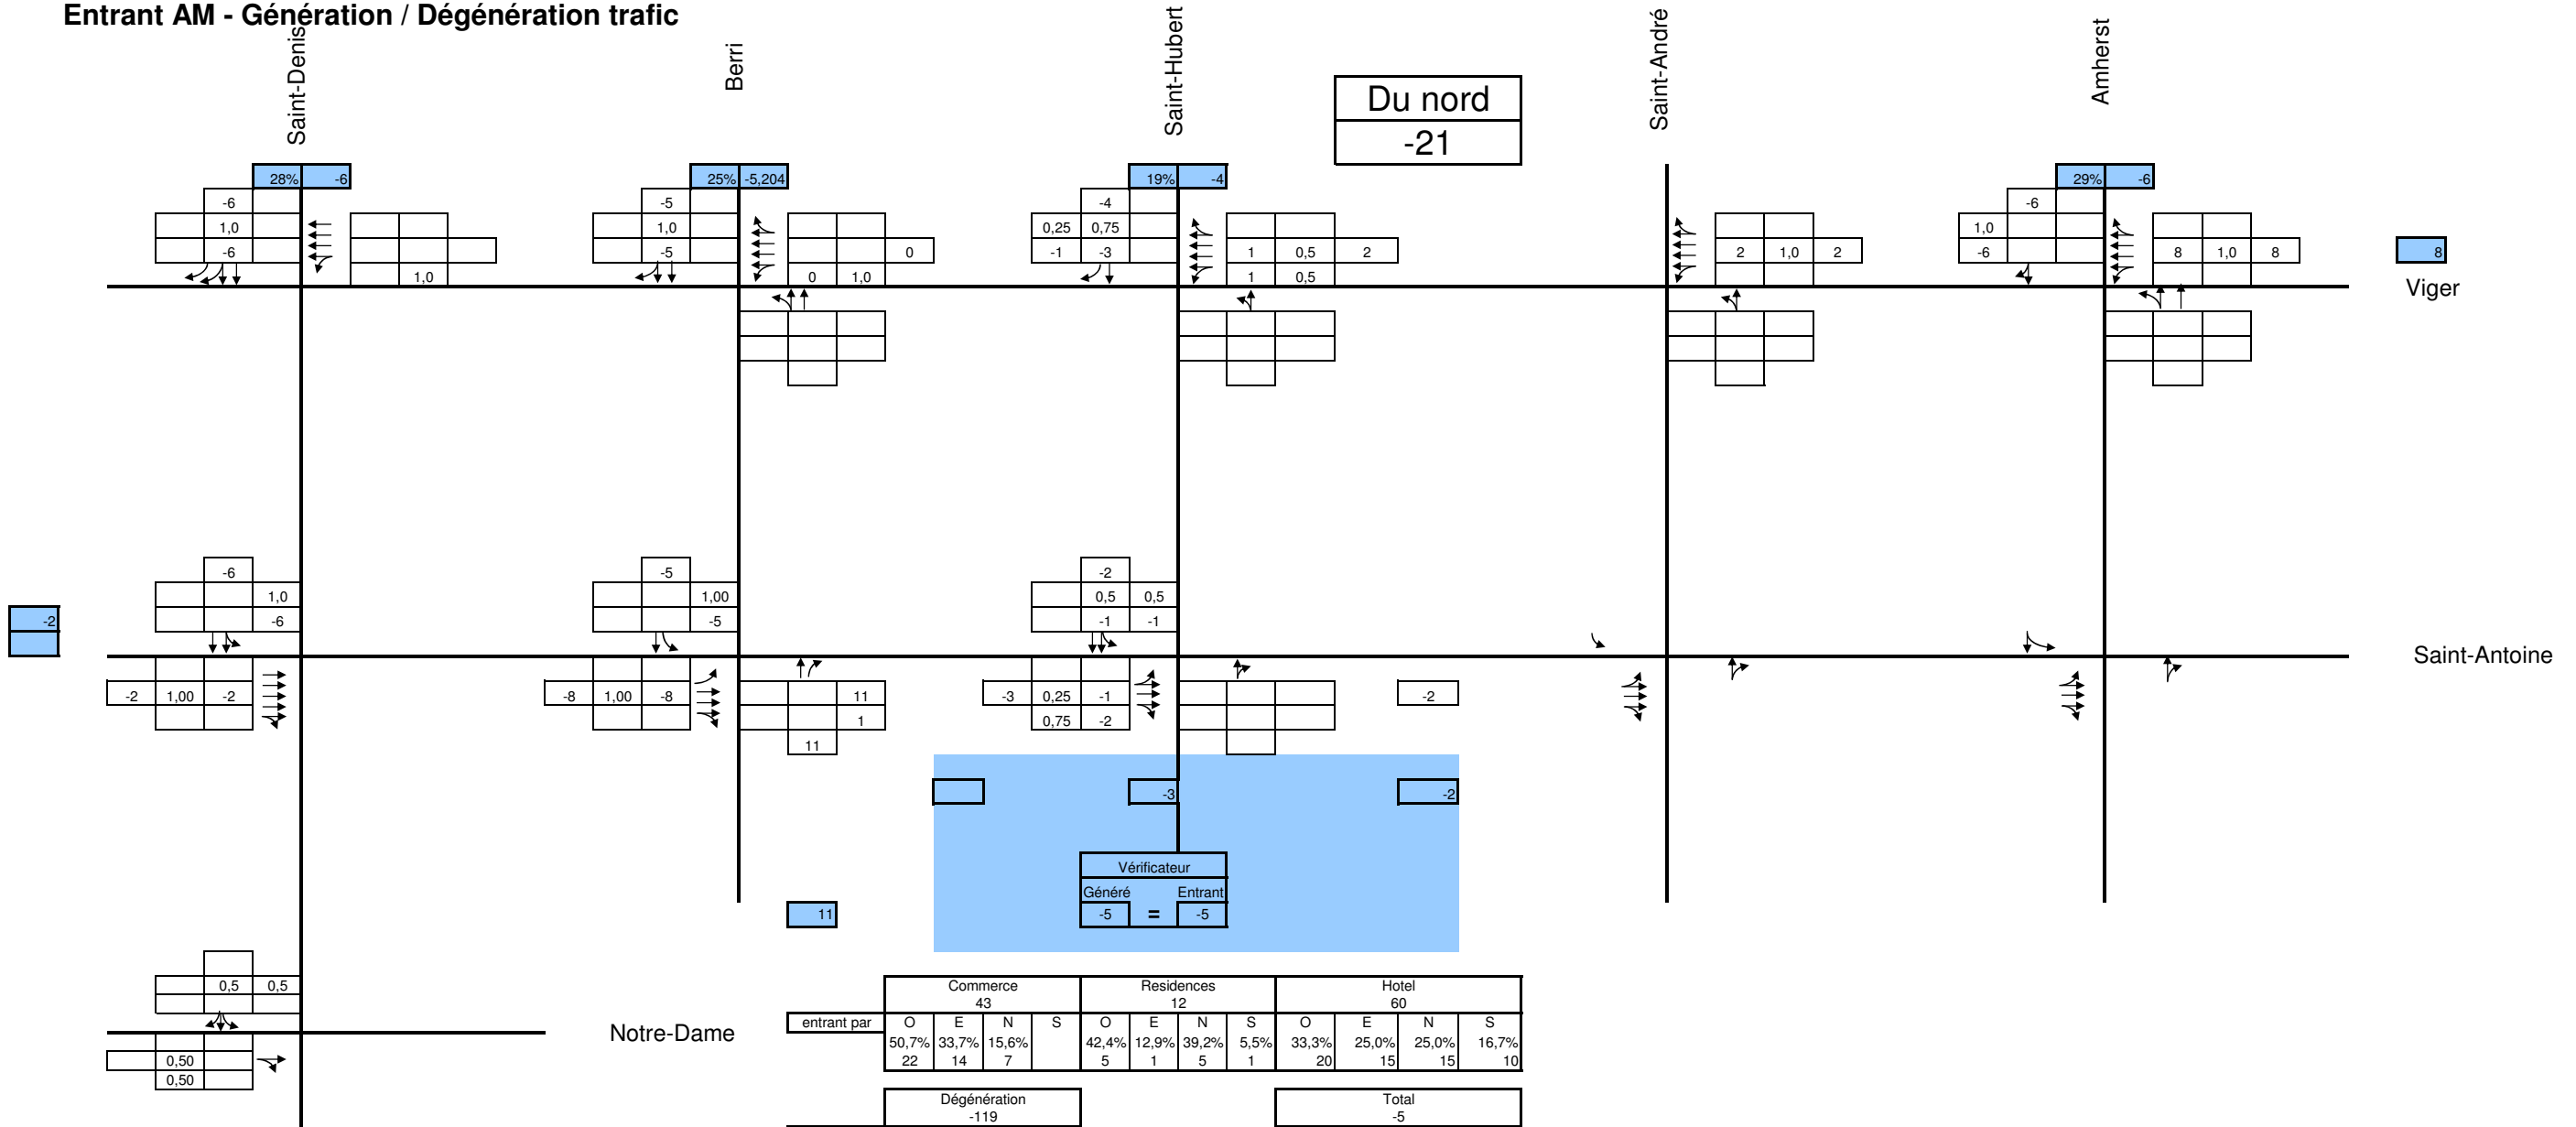 Entrant AM - Génération / Dégénération trafic
Saint-Denis
Berri
Saint-Hubert
Saint-André
Amherst
Du nord
-21
28% -6
25% -5,204
19% -4
29% -6
-6
-5
-4
-6
1,0
1,0
0,25 0,75
1,0
-6
-5
0
-1 -3
1 0,5 2
2 1,0 2
-6
8 1,0 8
8
1,0
0 1,0
1 0,5
Viger
-6
-5
-2
1,0
1,00
0,5 0,5
-2
-6
-5
-1 -1
Saint-Antoine
-2 1,00 -2
-8 1,00 -8
11
-3 0,25 -1
-2
1
0,75 -2
11
-3
-2
Vérificateur
Généré Entrant
-5 = -5
11
0,5 0,5
Notre-Dame
0,50
0,50
Commerce Residences Hotel
43 12 60
entrant par O E N S O E N S O E N S
50,7% 33,7% 15,6% 42,4% 12,9% 39,2% 5,5% 33,3% 25,0% 25,0% 16,7%
22 14 7 5 1 5 1 20 15 15 10
Dégénération Total
-119 -5